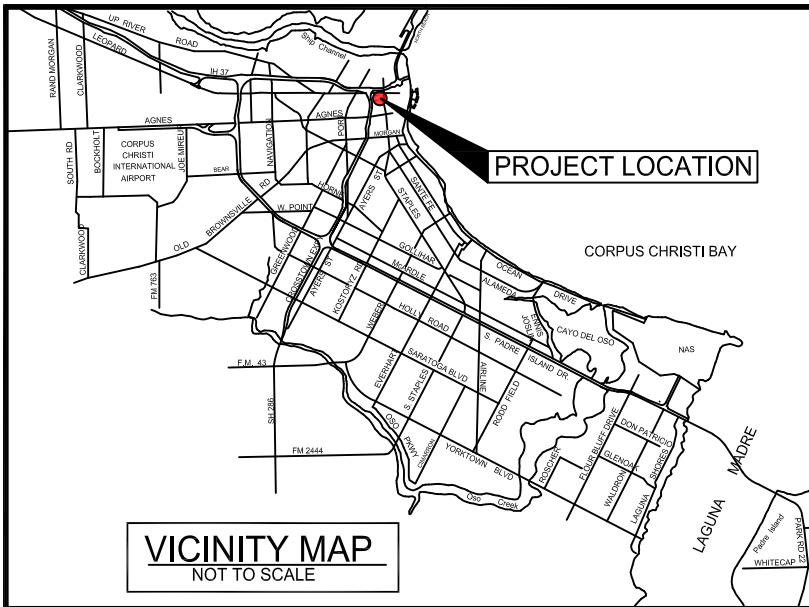 UP RIVER
ROAD
LEOPARD
RAND MORGAN
CLARKWOOD
Ship Channel
IH 37
AGNES
AGNES
PORT
MORGAN
NAVIGATION
SOUTH RD
BOCKHOLT
CORPUS
CHRISTI
INTERNATIONAL
AIRPORT
JOE MIREUR
BEAR
PROJECT LOCATION
HORNE
AYERS ST
STAPLES
SANTA FE
W. POINT
OLD
BROWNSVILLE
RD
CLARKWOOD
FM 763
GREENWOOD
CROSSTOWN EXPY
AYERS ST
KOSTORYZ RD
GOLLIHAR
McARDLE
WEBER
CORPUS CHRISTI BAY
OCEAN
DRIVE
ALAMEDA
ENNIS
JOSLIN
CAYO DEL OSO
NAS
HOLLY ROAD
S. PADRE
ISLAND DR.
F.M. 43
SH 286
EVERHART
SARATOGA BLVD
S. STAPLES
AIRLINE
RODD FIELD
FM 2444
OSO
PKWY
CIMARRON
YORKTOWN
BLVD
Oso Creek
ROSCHER
FLOUR BLUFF DRIVE
DON PATRICIO
GLENOAK
WALDRON
LAGUNA
SHORES
LAGUNA
MADRE
Padre Island
PARK RD 22
WHITECAP
VICINITY MAP
NOT TO SCALE